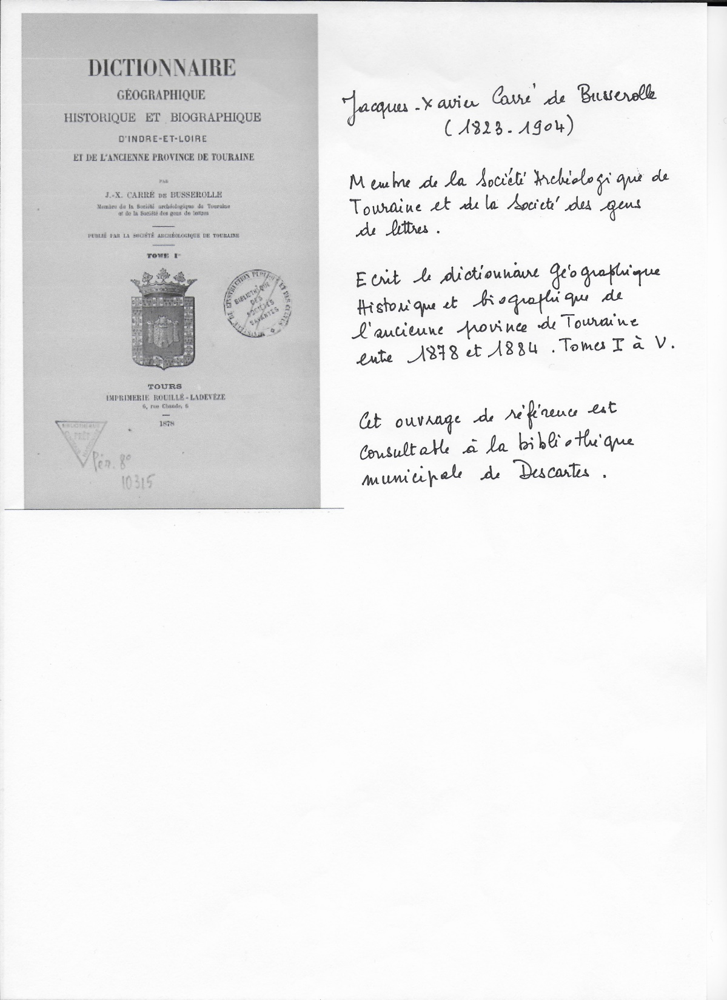 DICTIONNAIRE
GÉOGRAPHIQUE
HISTORIQUE ET BIOGRAPHIQUE
D'INDRE-ET-LOIRE
ET DE L'ANCIENNE PROVINCE DE TOURAINE
PAR
J.-X. CARRÉ DE BUSSEROLLE
Membre de la Société archéologique de Touraine
et de la Société des gens de lettres
PUBLIÉ PAR LA SOCIÉTÉ ARCHÉOLOGIQUE DE TOURAINE
TOME Ier
MINISTÈRE DE L'INSTRUCTION PUBLIQUE ET DES CULTES
BIBLIOTHÈQUE
DES
SOCIÉTÉS
SAVANTES
TOURS
IMPRIMERIE ROUILLÉ-LADEVÈZE
6, rue Chaude, 6
1878
Pér. 8°
10315
Jacques-Xavier Carré de Busserolle
(1823-1904)
Membre de la Société Archéologique de
Touraine et de la Societé des gens
de lettres.
Ecrit le dictionnaire Géographique
Historique et biographique de
l'ancienne province de Touraine
entre 1878 et 1884. Tomes I à V.
Cet ouvrage de référence est
consultable à la bibliothèque
municipale de Descartes.